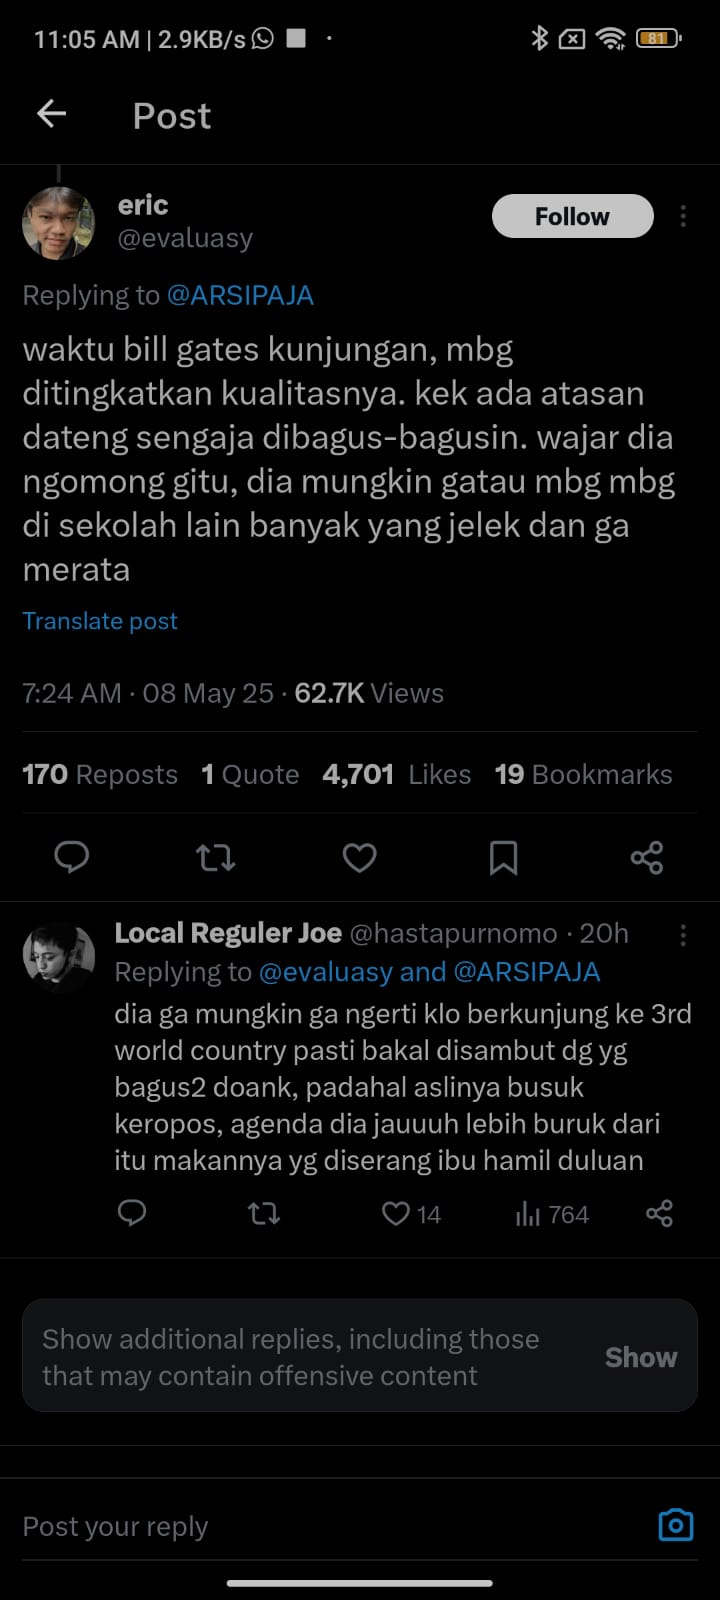 11:05 AM | 2.9KB/s
81
Post
eric
@evaluasy
Follow
Replying to @ARSIPAJA
waktu bill gates kunjungan, mbg
ditingkatkan kualitasnya. kek ada atasan
dateng sengaja dibagus-bagusin. wajar dia
ngomong gitu, dia mungkin gatau mbg mbg
di sekolah lain banyak yang jelek dan ga
merata
Translate post
7:24 AM · 08 May 25 · 62.7K Views
170 Reposts 1 Quote 4,701 Likes 19 Bookmarks
Local Reguler Joe @hastapurnomo · 20h
Replying to @evaluasy and @ARSIPAJA
dia ga mungkin ga ngerti klo berkunjung ke 3rd
world country pasti bakal disambut dg yg
bagus2 doank, padahal aslinya busuk
keropos, agenda dia jauuuh lebih buruk dari
itu makannya yg diserang ibu hamil duluan
14 764
Show additional replies, including those
that may contain offensive content
Show
Post your reply